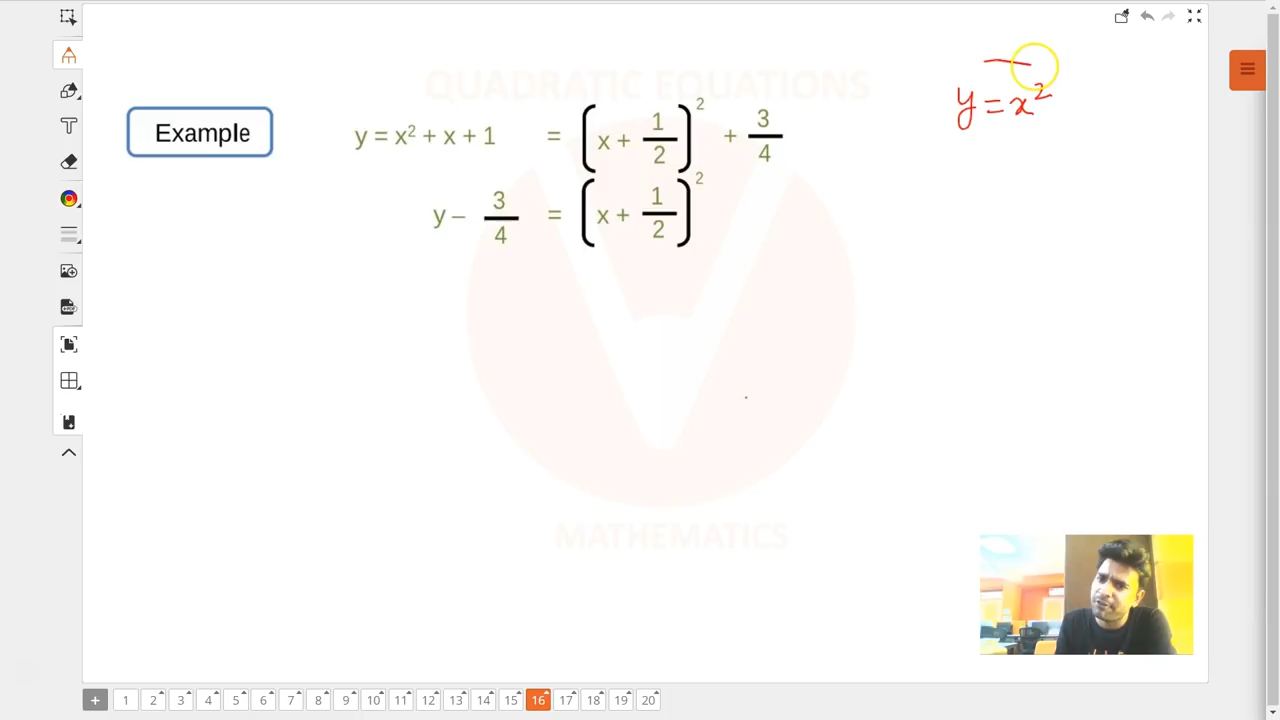 QUADRATIC EQUATIONS
y = x²
Example
y = x² + x + 1 = (x + 1/2)² + 3/4
y – 3/4 = (x + 1/2)²
MATHEMATICS
+ 1 2 3 4 5 6 7 8 9 10 11 12 13 14 15 16 17 18 19 20